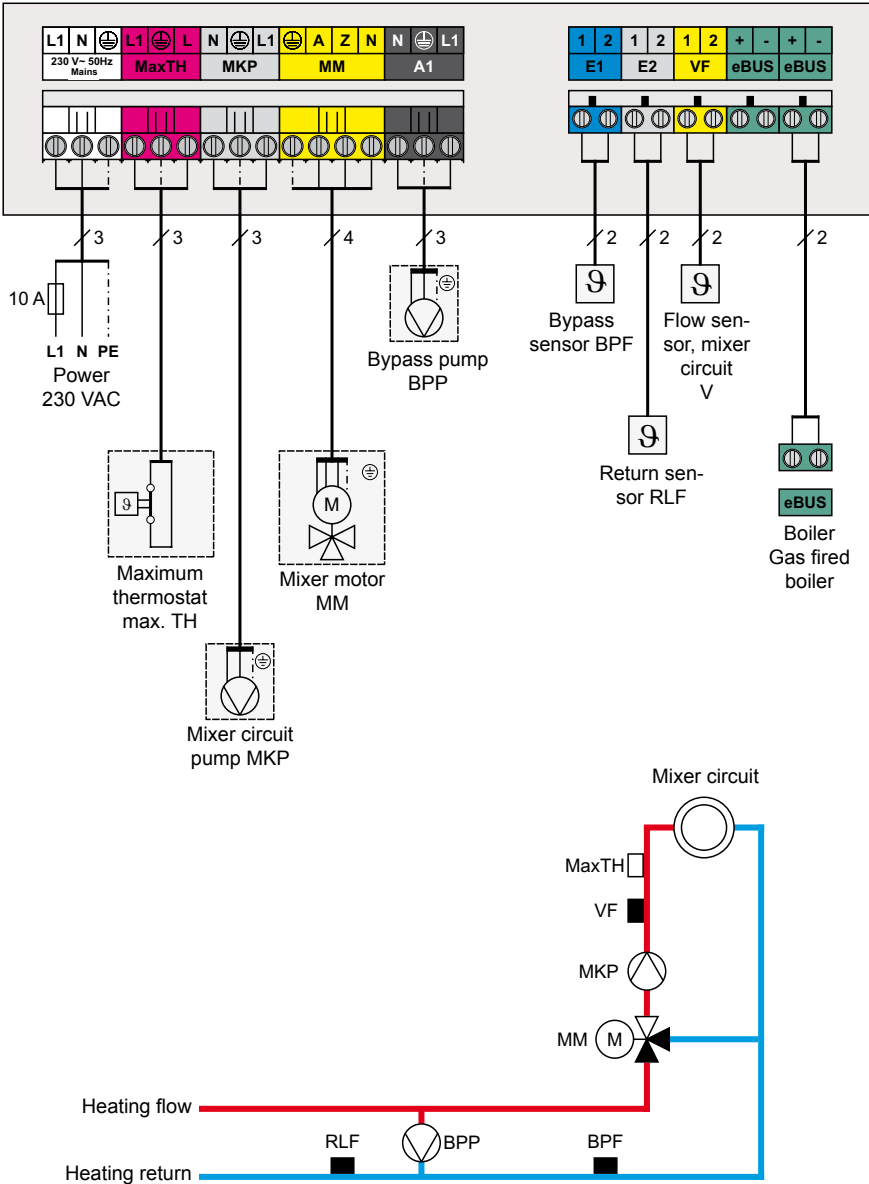 L1 N L1 L N L1 A Z N N L1 1 2 1 2 1 2 + - + -
230 V~ 50Hz
Mains
MaxTH MKP MM A1 E1 E2 VF eBUS eBUS
3 3 3 4 3 2 2 2 2
10 A
L1 N PE
Power
230 VAC
Bypass pump
BPP
ϑ
Bypass
sensor BPF
ϑ
Flow sen-
sor, mixer
circuit
V
ϑ
Return sen-
sor RLF
eBUS
Boiler
Gas fired
boiler
ϑ
Maximum
thermostat
max. TH
M
Mixer motor
MM
Mixer circuit
pump MKP
Mixer circuit
MaxTH
VF
MKP
MM M
Heating flow
RLF BPP BPF
Heating return